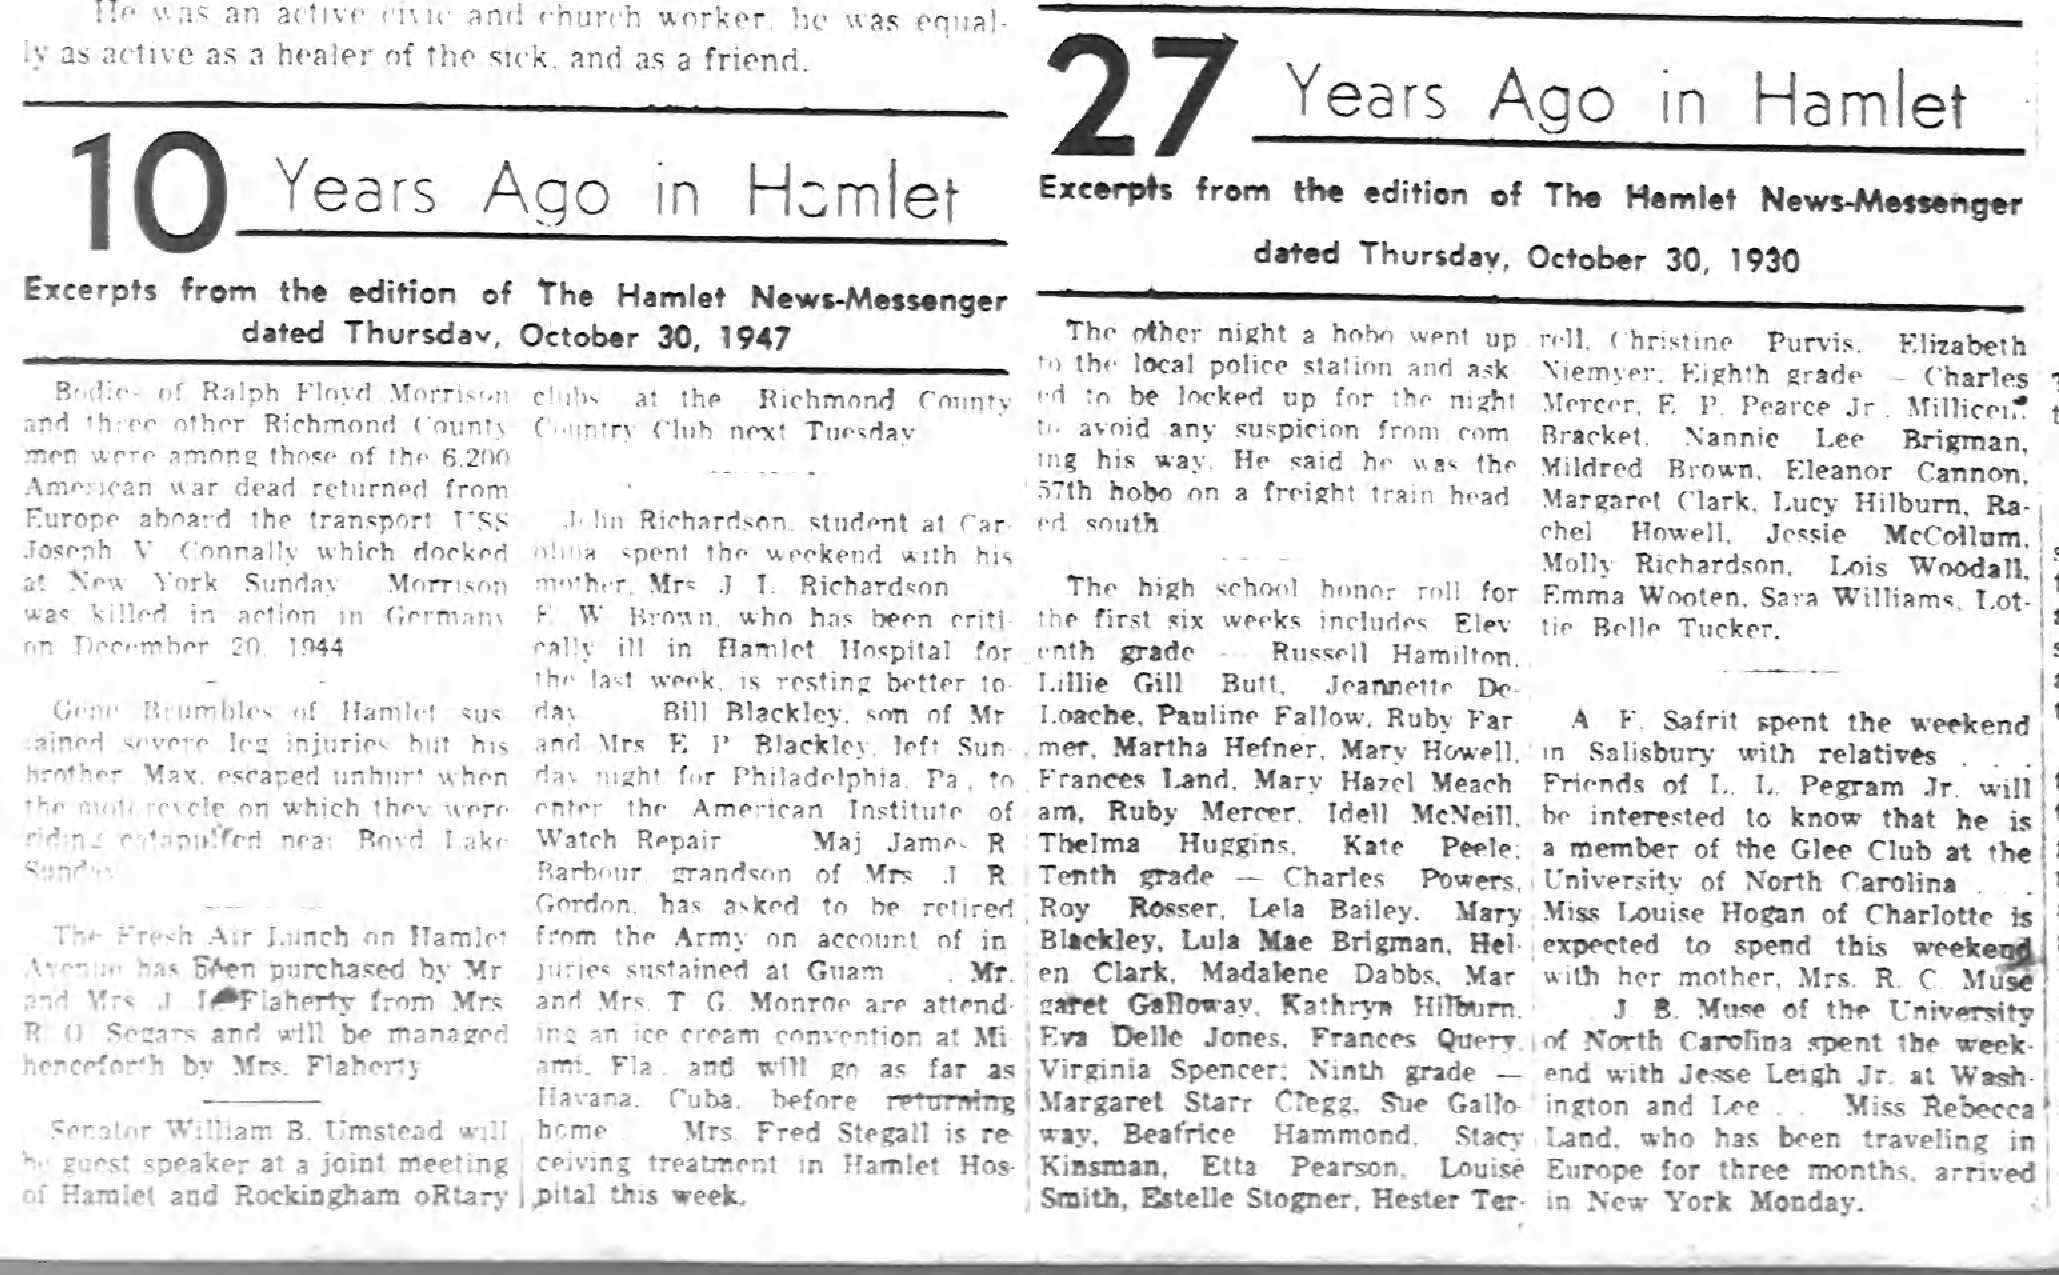 He was an active civic and church worker, he was equal-
ly as active as a healer of the sick, and as a friend.
10 Years Ago in Hamlet
Excerpts from the edition of The Hamlet News-Messenger
dated Thursday, October 30, 1947
Bodies of Ralph Floyd Morrison
and three other Richmond County
men were among those of the 6,200
American war dead returned from
Europe aboard the transport USS
Joseph V Connally which docked
at New York Sunday Morrison
was killed in action in Germany
on December 20, 1944
Gene Brumbles of Hamlet sus
tained severe leg injuries but his
brother Max, escaped unhurt when
the motorcycle on which they were
riding catapulted near Boyd Lake
Sunday
The Fresh Air Lunch on Hamlet
Avenue has been purchased by Mr
and Mrs J Flaherty from Mrs
R O Segars and will be managed
henceforth by Mrs. Flaherty
Senator William B. Umstead will
be guest speaker at a joint meeting
of Hamlet and Rockingham oRtary
clubs at the Richmond County
Country Club next Tuesday
John Richardson, student at Car-
olina spent the weekend with his
mother, Mrs J I. Richardson
E W Brown, who has been criti-
cally ill in Hamlet Hospital for
the last week, is resting better to-
day Bill Blackley, son of Mr
and Mrs E P Blackley, left Sun-
day night for Philadelphia, Pa, to
enter the American Institute of
Watch Repair Maj James R
Barbour, grandson of Mrs J R
Gordon, has asked to be retired
from the Army on account of in
juries sustained at Guam . Mr.
and Mrs. T G. Monroe are attend-
ing an ice cream convention at Mi-
ami, Fla. and will go as far as
Havana, Cuba, before returning
home Mrs. Fred Stegall is re-
ceiving treatment in Hamlet Hos-
pital this week.
27 Years Ago in Hamlet
Excerpts from the edition of The Hamlet News-Messenger
dated Thursday, October 30, 1930
The other night a hobo went up
to the local police station and ask
ed to be locked up for the night
to avoid any suspicion from com
ing his way. He said he was the
57th hobo on a freight train head
ed south
The high school honor roll for
the first six weeks includes Elev
enth grade — Russell Hamilton,
Lillie Gill Butt, Jeannette De-
Loache, Pauline Fallow, Ruby Far
mer, Martha Hefner, Mary Howell,
Frances Land, Mary Hazel Meach
am, Ruby Mercer, Idell McNeill,
Thelma Huggins, Kate Peele;
Tenth grade — Charles Powers,
Roy Rosser, Lela Bailey, Mary
Blackley, Lula Mae Brigman, Hel-
en Clark, Madalene Dabbs, Mar
garet Galloway, Kathryn Hilburn,
Eva Delle Jones, Frances Query,
Virginia Spencer; Ninth grade —
Margaret Starr Clegg, Sue Gallo-
way, Beatrice Hammond, Stacy
Kinsman, Etta Pearson, Louise
Smith, Estelle Stogner, Hester Ter-
rell, Christine Purvis, Elizabeth
Niemyer, Eighth grade — Charles
Mercer, E. P. Pearce Jr. Millicent
Bracket, Nannie Lee Brigman,
Mildred Brown, Eleanor Cannon,
Margaret Clark, Lucy Hilburn, Ra-
chel Howell, Jessie McCollum,
Molly Richardson, Lois Woodall,
Emma Wooten, Sara Williams, Lot-
tie Belle Tucker.
A F. Safrit spent the weekend
in Salisbury with relatives . . .
Friends of L. L. Pegram Jr. will
be interested to know that he is
a member of the Glee Club at the
University of North Carolina . .
Miss Louise Hogan of Charlotte is
expected to spend this weekend
with her mother, Mrs. R. C. Muse
. J. B. Muse of the University
of North Carolina spent the week-
end with Jesse Leigh Jr. at Wash-
ington and Lee . . Miss Rebecca
Land, who has been traveling in
Europe for three months, arrived
in New York Monday.